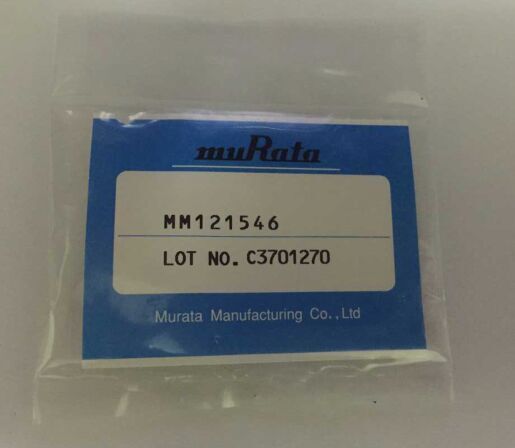 muRata
MM121546
LOT NO. C3701270
Murata Manufacturing Co.,Ltd